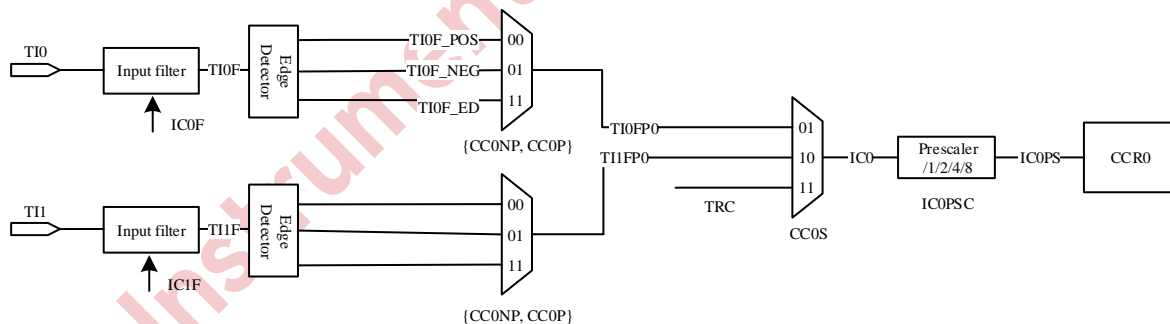 TI0
Input filter
TI0F
IC0F
Edge
Detector
TI0F_POS
TI0F_NEG
TI0F_ED
00
01
11
{CC0NP, CC0P}
TI0FP0
TI1FP0
TRC
01
10
11
CC0S
IC0
Prescaler
/1/2/4/8
IC0PSC
IC0PS
CCR0
TI1
Input filter
TI1F
IC1F
Edge
Detector
00
01
11
{CC0NP, CC0P}
Instrument